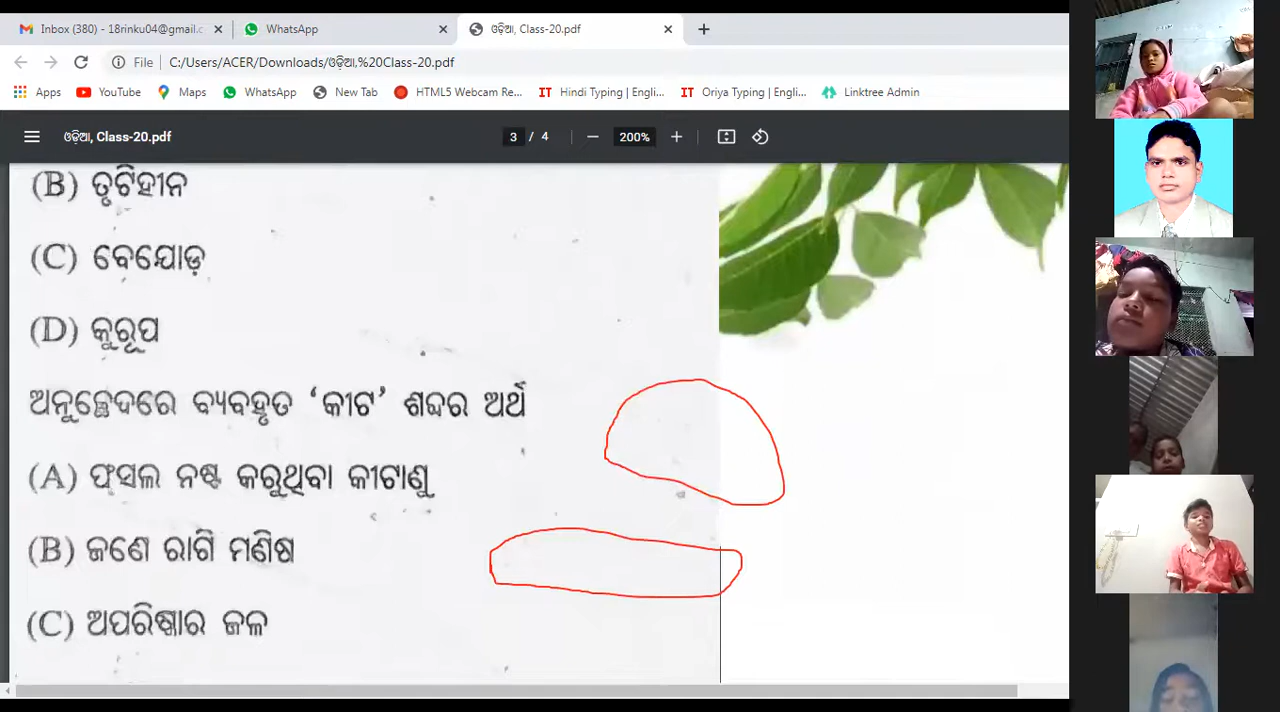 Inbox (380) - 18rinku04@gmail.c
WhatsApp
ଓଡ଼ିଆ, Class-20.pdf
File C:/Users/ACER/Downloads/ଓଡ଼ିଆ,%20Class-20.pdf
Apps YouTube Maps WhatsApp New Tab HTML5 Webcam Re... Hindi Typing | Engli... Oriya Typing | Engli... Linktree Admin
ଓଡ଼ିଆ, Class-20.pdf 3 / 4 200%
(B) ତୃଟିହୀନ
(C) ବେଯୋଡ଼
(D) କୁରୂପ
ଅନୁଚ୍ଛେଦରେ ବ୍ୟବହୃତ ‘କୀଟ’ ଶବ୍ଦର ଅର୍ଥ
(A) ଫସଲ ନଷ୍ଟ କରୁଥିବା କୀଟାଣୁ
(B) ଜଣେ ରାଗି ମଣିଷ
(C) ଅପରିଷ୍କାର ଜଳ